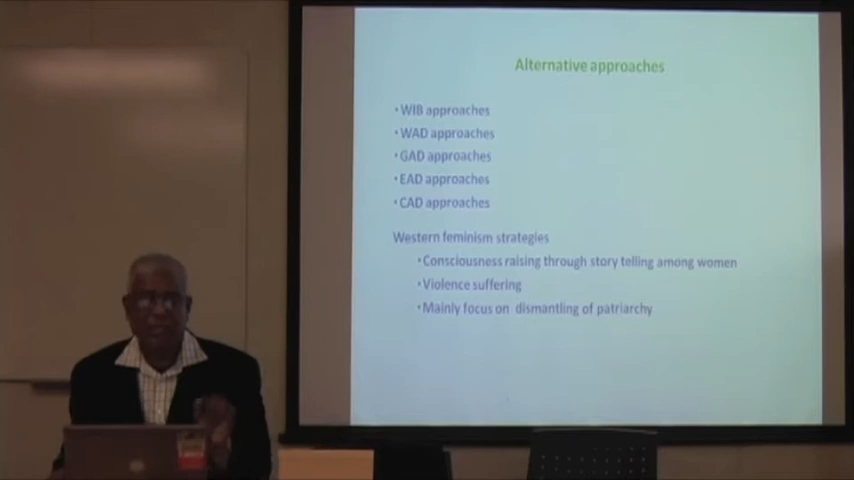 Alternative approaches
• WIB approaches
• WAD approaches
• GAD approaches
• EAD approaches
• CAD approaches
Western feminism strategies
• Consciousness raising through story telling among women
• Violence suffering
• Mainly focus on dismantling of patriarchy